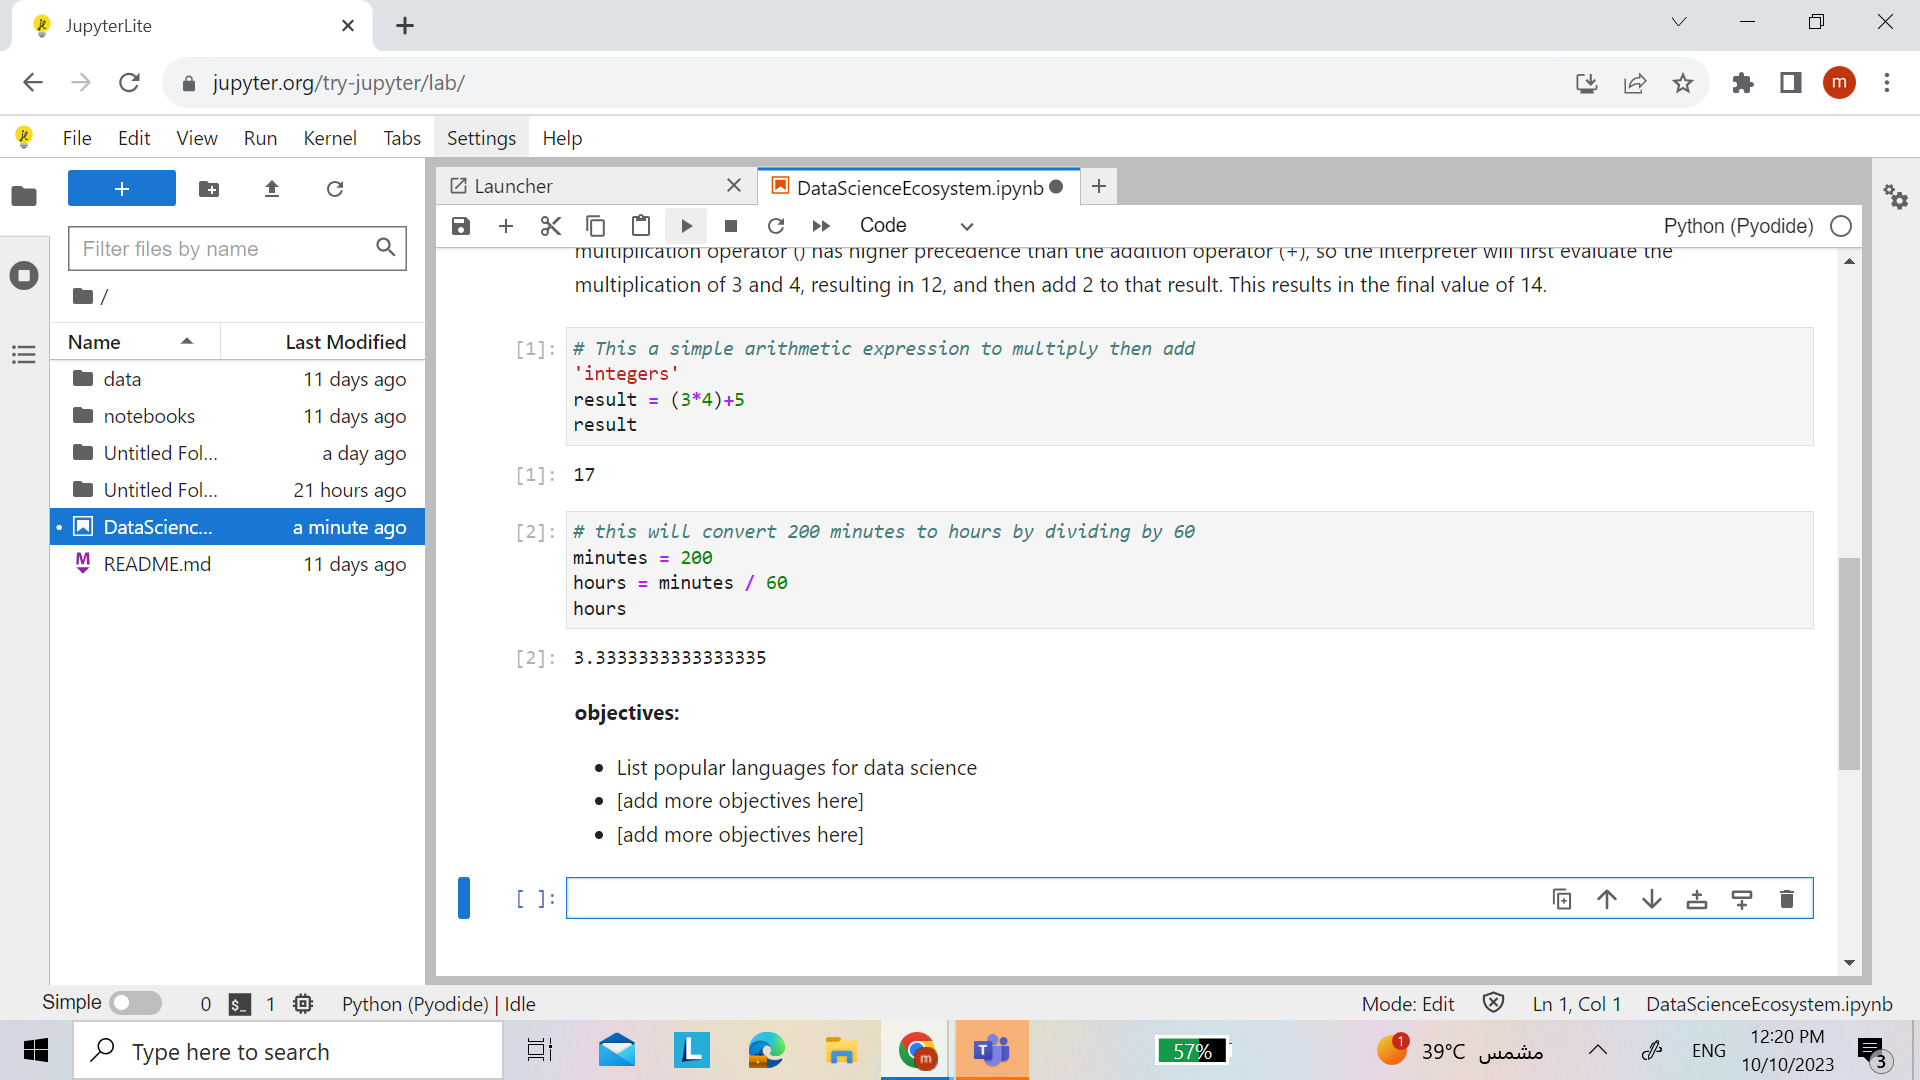 JupyterLite
jupyter.org/try-jupyter/lab/
m
File Edit View Run Kernel Tabs Settings Help
Launcher
DataScienceEcosystem.ipynb
Code
Python (Pyodide)
Filter files by name
/
Name Last Modified
data 11 days ago
notebooks 11 days ago
Untitled Fol... a day ago
Untitled Fol... 21 hours ago
DataScienc... a minute ago
README.md 11 days ago
multiplication operator () has higher precedence than the addition operator (+), so the interpreter will first evaluate the
multiplication of 3 and 4, resulting in 12, and then add 2 to that result. This results in the final value of 14.
[1]: # This a simple arithmetic expression to multiply then add
'integers'
result = (3*4)+5
result
[1]: 17
[2]: # this will convert 200 minutes to hours by dividing by 60
minutes = 200
hours = minutes / 60
hours
[2]: 3.3333333333333335
objectives:
• List popular languages for data science
• [add more objectives here]
• [add more objectives here]
[ ]:
Simple 0 $_ 1 Python (Pyodide) | Idle Mode: Edit Ln 1, Col 1 DataScienceEcosystem.ipynb
Type here to search
L
m
T
57%
1
39°C مشمس
ENG
12:20 PM
10/10/2023
3